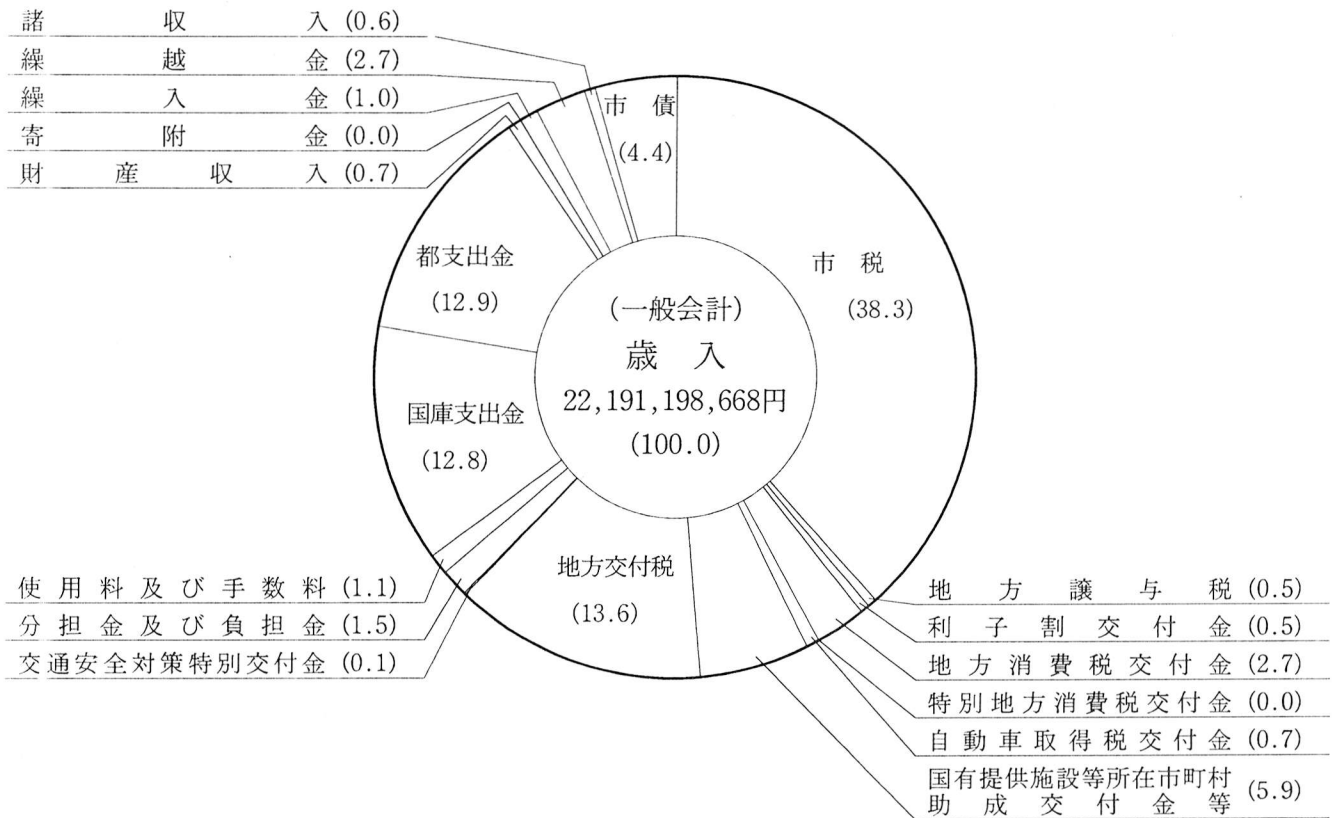 諸収入(0.6)
繰越金(2.7)
繰入金(1.0)
寄附金(0.0)
財産収入(0.7)
市債
(4.4)
市税
(38.3)
都支出金
(12.9)
(一般会計)
歳入
22,191,198,668円
(100.0)
国庫支出金
(12.8)
地方交付税
(13.6)
使用料及び手数料(1.1)
分担金及び負担金(1.5)
交通安全対策特別交付金(0.1)
地方譲与税(0.5)
利子割交付金(0.5)
地方消費税交付金(2.7)
特別地方消費税交付金(0.0)
自動車取得税交付金(0.7)
国有提供施設等所在市町村
助成交付金等(5.9)